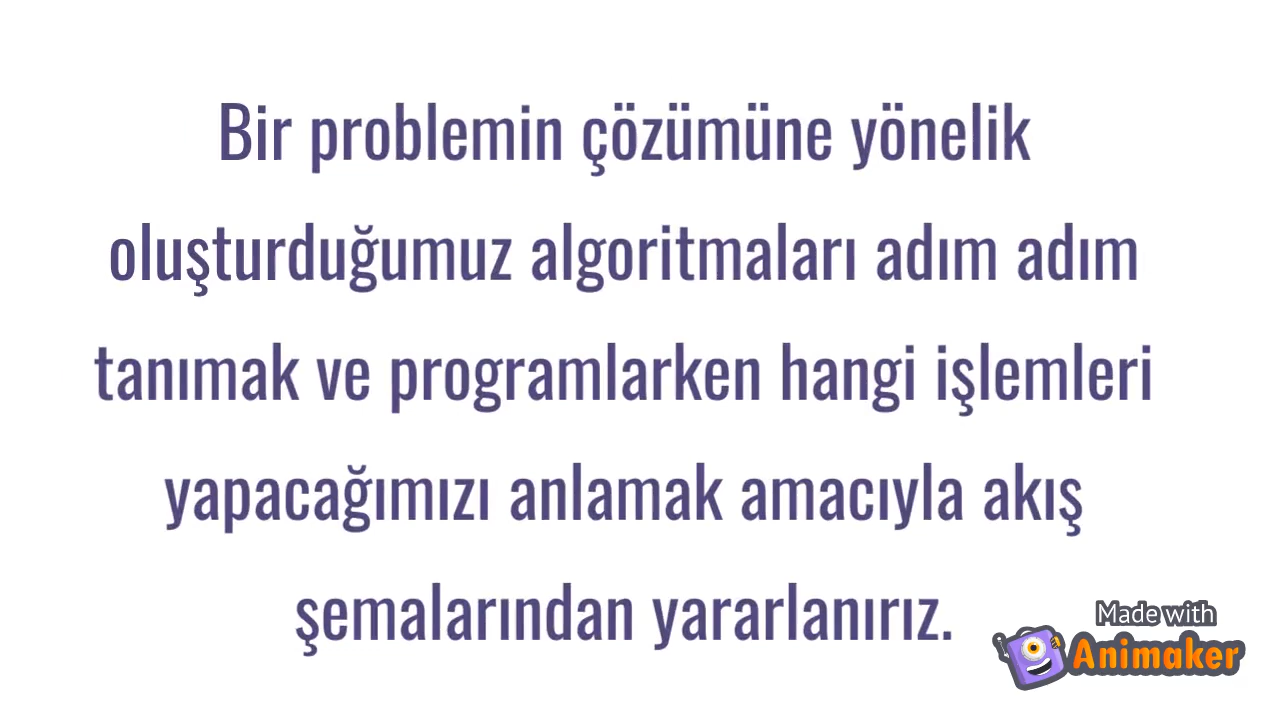 Bir problemin çözümüne yönelik
oluşturduğumuz algoritmaları adım adım
tanımak ve programlarken hangi işlemleri
yapacağımızı anlamak amacıyla akış
şemalarından yararlanırız.
Made with
Animaker